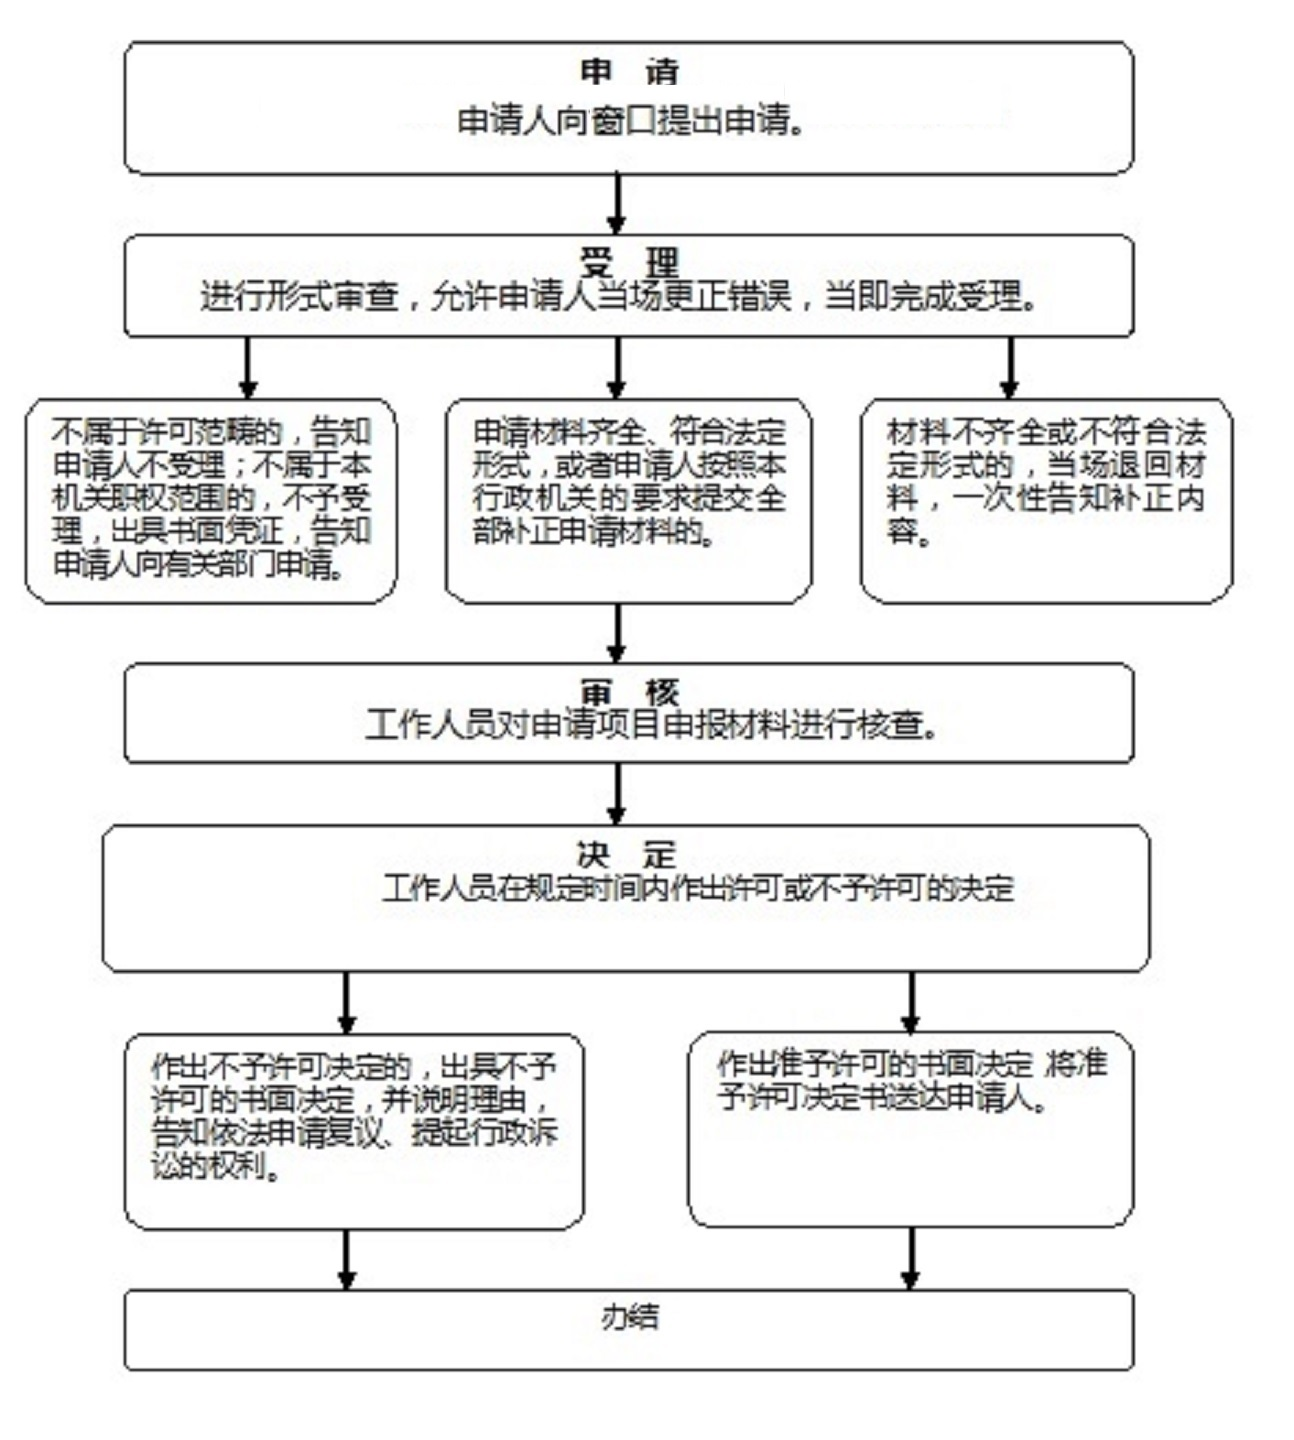 申 请
申请人向窗口提出申请。
受 理
进行形式审查，允许申请人当场更正错误，当即完成受理。
不属于许可范畴的，告知
申请人不受理；不属于本
机关职权范围的，不予受
理，出具书面凭证，告知
申请人向有关部门申请。
申请材料齐全、符合法定
形式，或者申请人按照本
行政机关的要求提交全
部补正申请材料的。
材料不齐全或不符合法
定形式的，当场退回材
料，一次性告知补正内
容。
审 核
工作人员对申请项目申报材料进行核查。
决 定
工作人员在规定时间内作出许可或不予许可的决定
作出不予许可决定的，出具不予
许可的书面决定，并说明理由，
告知依法申请复议、提起行政诉
讼的权利。
作出准予许可的书面决定,将准
予许可决定书送达申请人。
办结